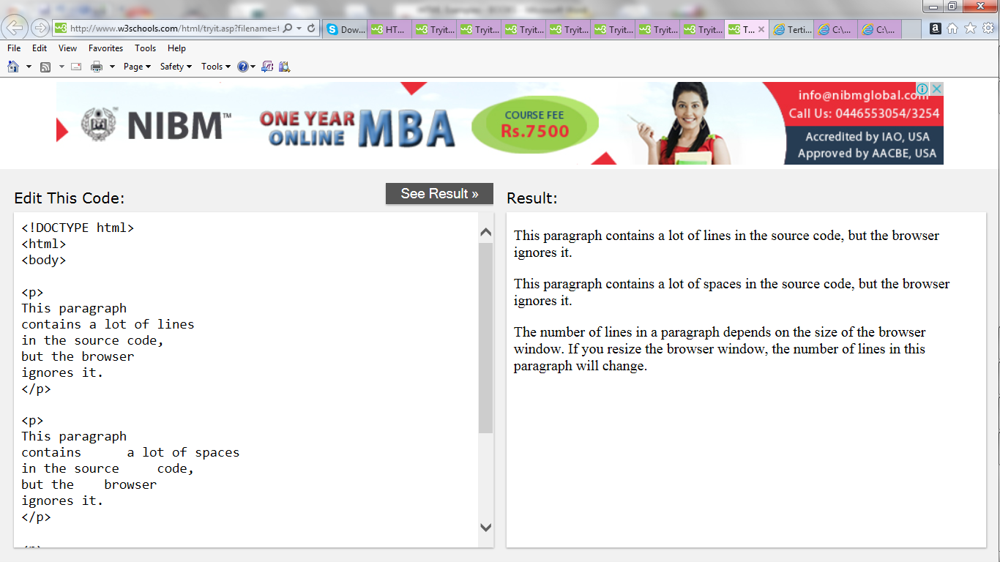 HTML Examples - BOOK1 - Microsoft Word
http://www.w3schools.com/html/tryit.asp?filename=t
Dow... HT... Tryit... Tryit... Tryit... Tryit... Tryit... Tryit... Tryit... T... Terti... C:\... C:\...
File Edit View Favorites Tools Help
Page Safety Tools
NIBM™
ONE YEAR
ONLINE
MBA
COURSE FEE
Rs.7500
info@nibmglobal.com
Call Us: 0446553054/3254
Accredited by IAO, USA
Approved by AACBE, USA
Edit This Code:
See Result »
<!DOCTYPE html>
<html>
<body>
<p>
This paragraph
contains a lot of lines
in the source code,
but the browser
ignores it.
</p>
<p>
This paragraph
contains      a lot of spaces
in the source     code,
but the    browser
ignores it.
</p>
<p>
Result:
This paragraph contains a lot of lines in the source code, but the browser
ignores it.
This paragraph contains a lot of spaces in the source code, but the browser
ignores it.
The number of lines in a paragraph depends on the size of the browser
window. If you resize the browser window, the number of lines in this
paragraph will change.